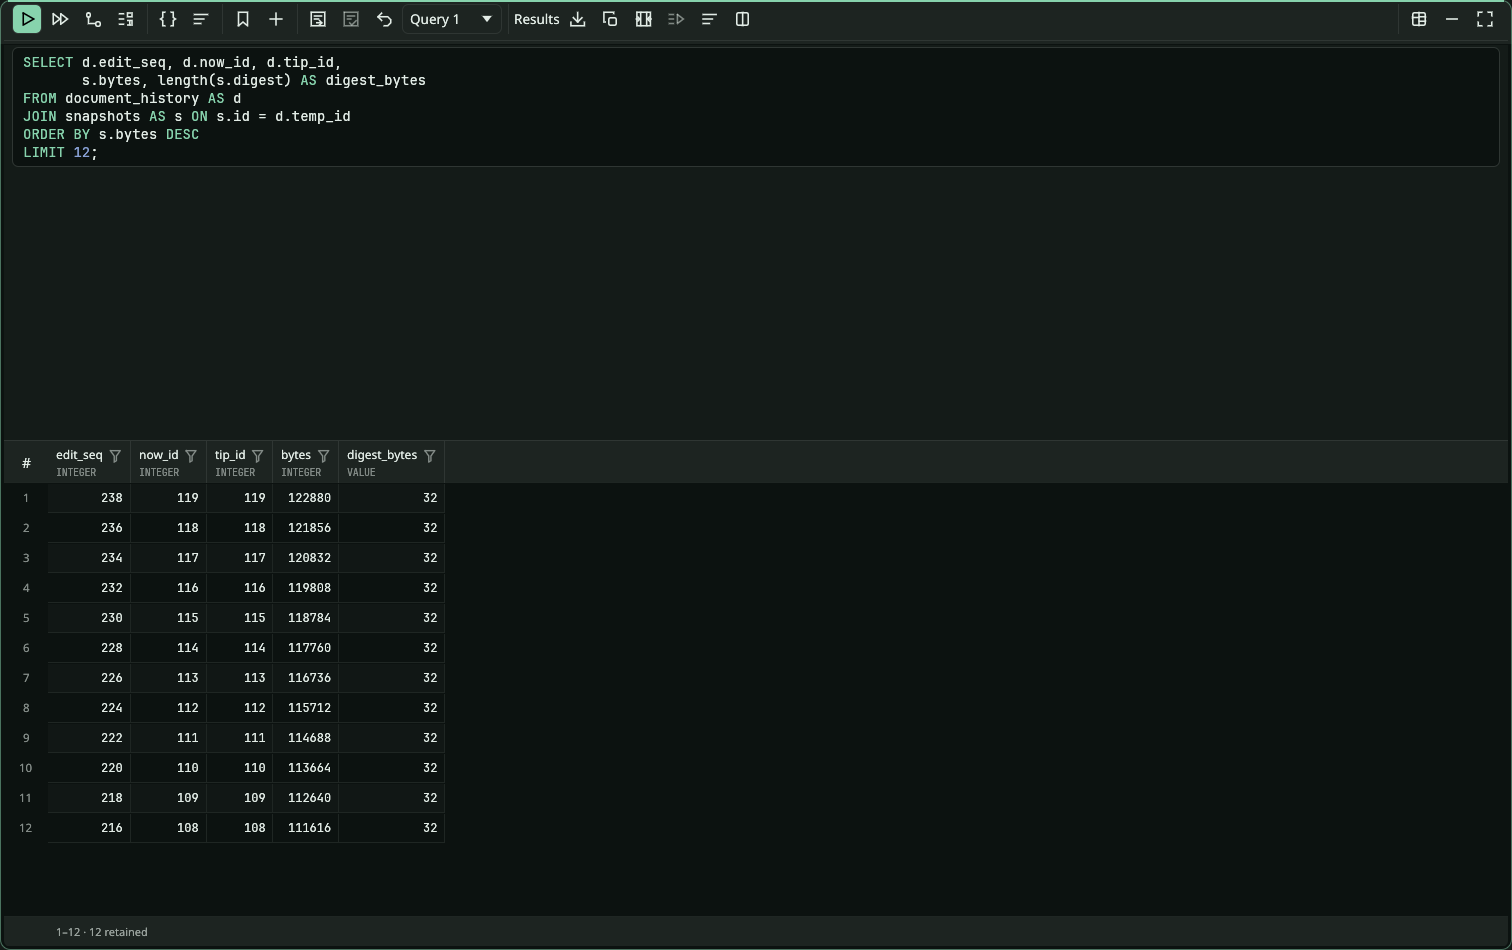 Query 1
Results
SELECT d.edit_seq, d.now_id, d.tip_id,
s.bytes, length(s.digest) AS digest_bytes
FROM document_history AS d
JOIN snapshots AS s ON s.id = d.temp_id
ORDER BY s.bytes DESC
LIMIT 12;
# edit_seq now_id tip_id bytes digest_bytes
INTEGER INTEGER INTEGER INTEGER VALUE
1 238 119 119 122880 32
2 236 118 118 121856 32
3 234 117 117 120832 32
4 232 116 116 119808 32
5 230 115 115 118784 32
6 228 114 114 117760 32
7 226 113 113 116736 32
8 224 112 112 115712 32
9 222 111 111 114688 32
10 220 110 110 113664 32
11 218 109 109 112640 32
12 216 108 108 111616 32
1–12 · 12 retained